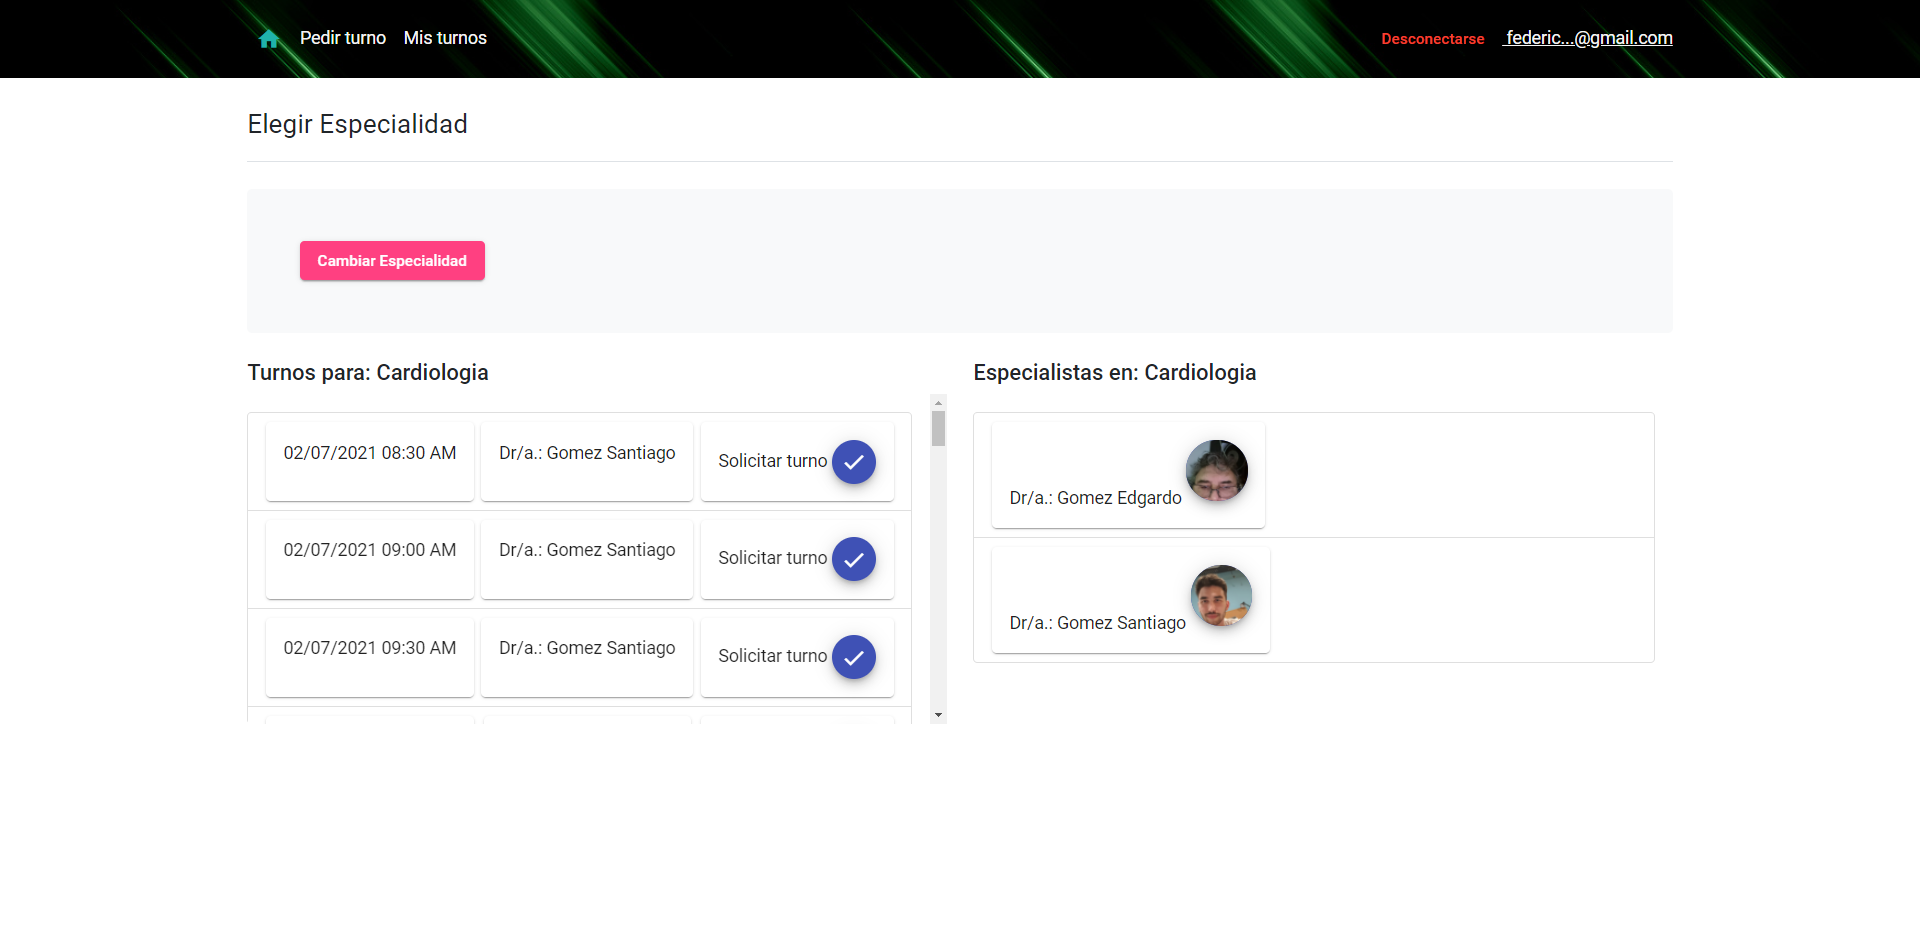 Pedir turno Mis turnos Desconectarse federic...@gmail.com
Elegir Especialidad
Cambiar Especialidad
Turnos para: Cardiologia
02/07/2021 08:30 AM Dr/a.: Gomez Santiago Solicitar turno
02/07/2021 09:00 AM Dr/a.: Gomez Santiago Solicitar turno
02/07/2021 09:30 AM Dr/a.: Gomez Santiago Solicitar turno
Especialistas en: Cardiologia
Dr/a.: Gomez Edgardo
Dr/a.: Gomez Santiago